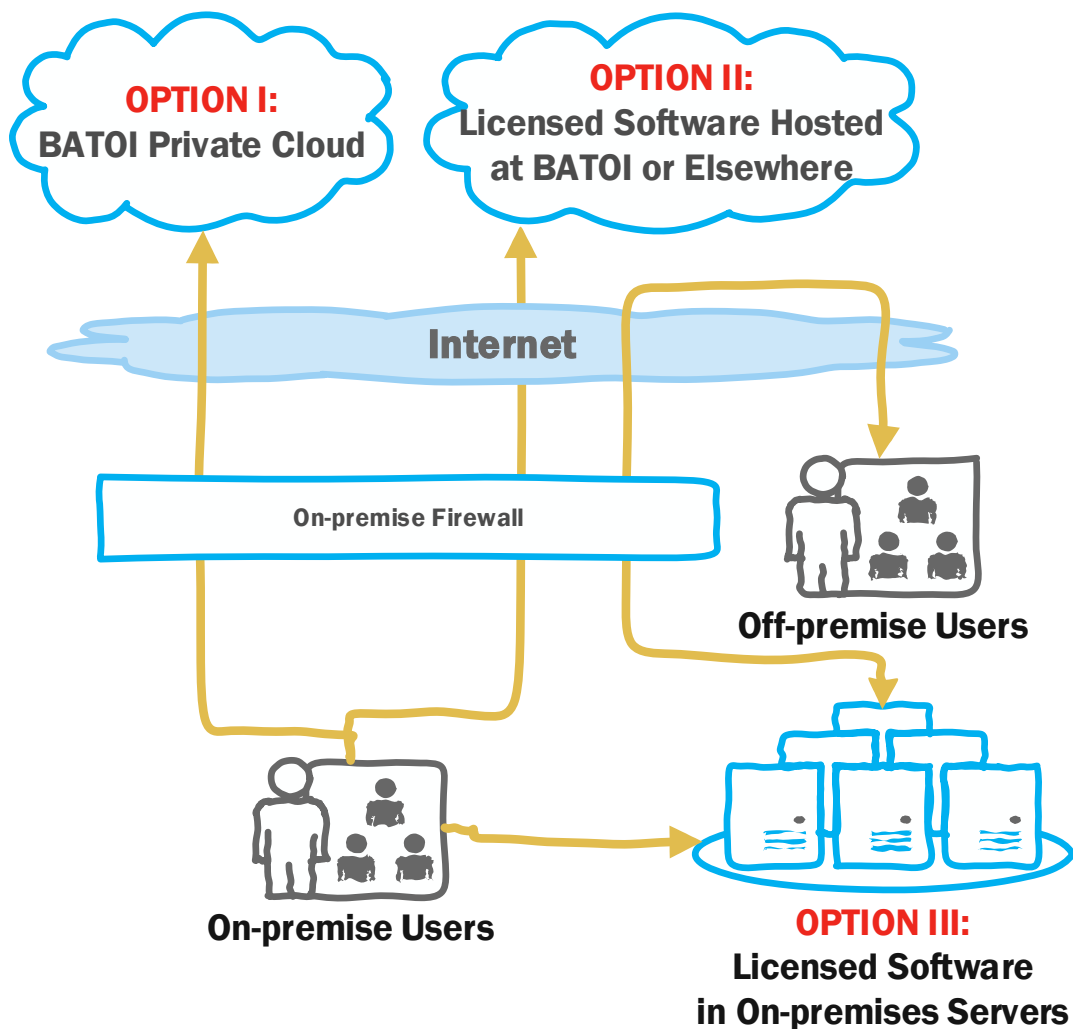 OPTION I:
BATOI Private Cloud
OPTION II:
Licensed Software Hosted
at BATOI or Elsewhere
Internet
On-premise Firewall
Off-premise Users
On-premise Users
OPTION III:
Licensed Software
in On-premises Servers